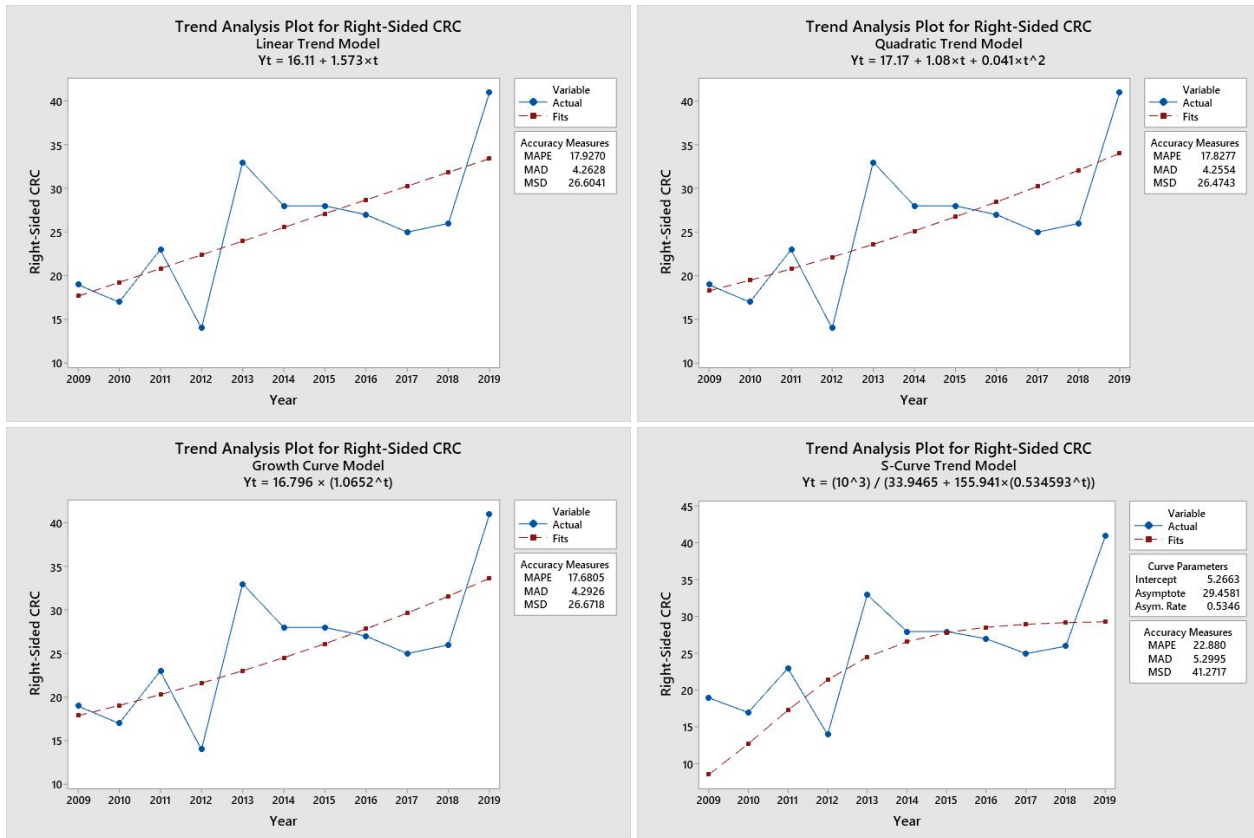 Trend Analysis Plot for Right-Sided CRC
Linear Trend Model
Yt = 16.11 + 1.573×t
Right-Sided CRC
40
35
30
25
20
15
10
2009 2010 2011 2012 2013 2014 2015 2016 2017 2018 2019
Year
Variable
Actual
Fits
Accuracy Measures
MAPE 17.9270
MAD 4.2628
MSD 26.6041
Trend Analysis Plot for Right-Sided CRC
Quadratic Trend Model
Yt = 17.17 + 1.08×t + 0.041×t^2
Right-Sided CRC
40
35
30
25
20
15
10
2009 2010 2011 2012 2013 2014 2015 2016 2017 2018 2019
Year
Variable
Actual
Fits
Accuracy Measures
MAPE 17.8277
MAD 4.2554
MSD 26.4743
Trend Analysis Plot for Right-Sided CRC
Growth Curve Model
Yt = 16.796 × (1.0652^t)
Right-Sided CRC
40
35
30
25
20
15
10
2009 2010 2011 2012 2013 2014 2015 2016 2017 2018 2019
Year
Variable
Actual
Fits
Accuracy Measures
MAPE 17.6805
MAD 4.2926
MSD 26.6718
Trend Analysis Plot for Right-Sided CRC
S-Curve Trend Model
Yt = (10^3) / (33.9465 + 155.941×(0.534593^t))
Right-Sided CRC
45
40
35
30
25
20
15
10
2009 2010 2011 2012 2013 2014 2015 2016 2017 2018 2019
Year
Variable
Actual
Fits
Curve Parameters
Intercept 5.2663
Asymptote 29.4581
Asym. Rate 0.5346
Accuracy Measures
MAPE 22.880
MAD 5.2995
MSD 41.2717